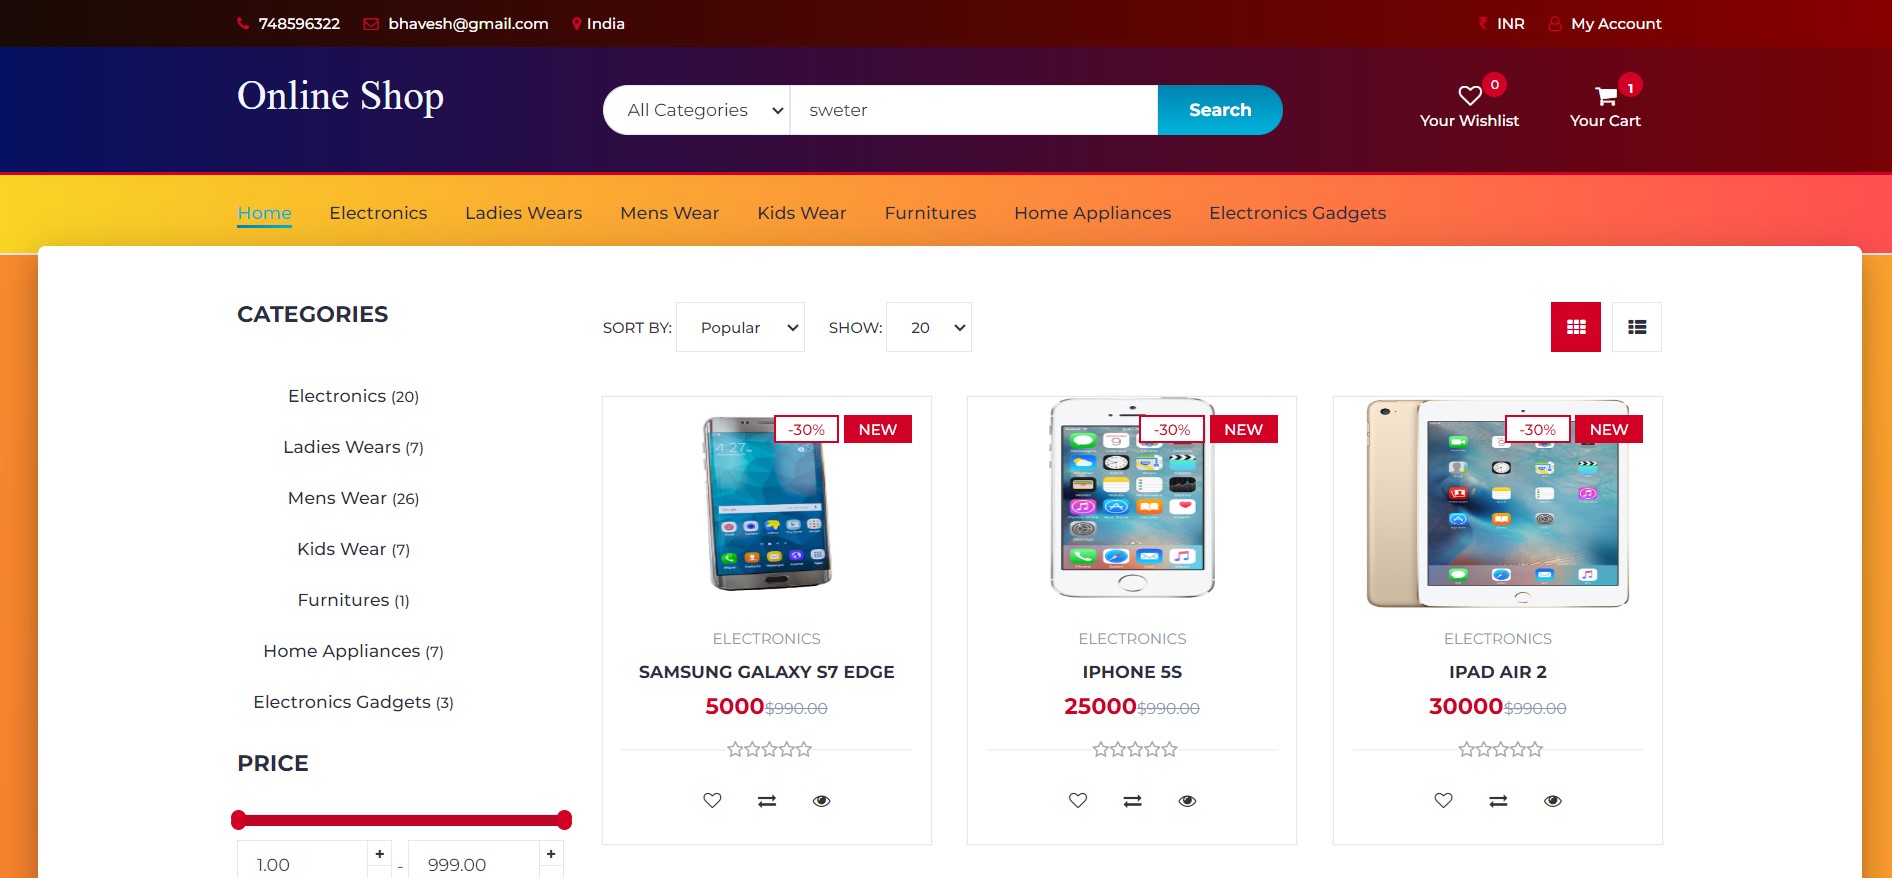 748596322 bhavesh@gmail.com India INR My Account
Online Shop
All Categories sweter Search
0
Your Wishlist
1
Your Cart
Home Electronics Ladies Wears Mens Wear Kids Wear Furnitures Home Appliances Electronics Gadgets
CATEGORIES
Electronics (20)
Ladies Wears (7)
Mens Wear (26)
Kids Wear (7)
Furnitures (1)
Home Appliances (7)
Electronics Gadgets (3)
PRICE
1.00 + - 999.00 +
SORT BY: Popular SHOW: 20
-30% NEW
4:27
ELECTRONICS
SAMSUNG GALAXY S7 EDGE
5000$990.00
-30% NEW
ELECTRONICS
IPHONE 5S
25000$990.00
-30% NEW
ELECTRONICS
IPAD AIR 2
30000$990.00